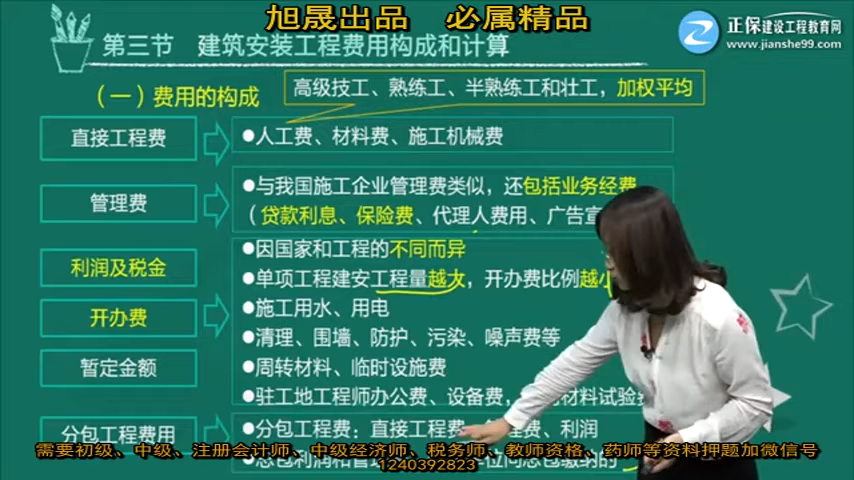 旭晟出品 必属精品
正保建设工程教育网
www.jianshe99.com
第三节 建筑安装工程费用构成和计算
(一)费用的构成
高级技工、熟练工、半熟练工和壮工,加权平均
直接工程费
●人工费、材料费、施工机械费
管理费
●与我国施工企业管理费类似,还包括业务经费
(贷款利息、保险费、代理人费用、广告宣
利润及税金
●因国家和工程的不同而异
●单项工程建安工程量越大,开办费比例越小
开办费
●施工用水、用电
●清理、围墙、防护、污染、噪声费等
暂定金额
●周转材料、临时设施费
●驻工地工程师办公费、设备费,
材料试验
分包工程费用
●分包工程费:直接工程费、
理费、利润
需要初级、中级、注册会计师、中级经济师、税务师、教师资格、药师等资料押题加微信号
1240392823